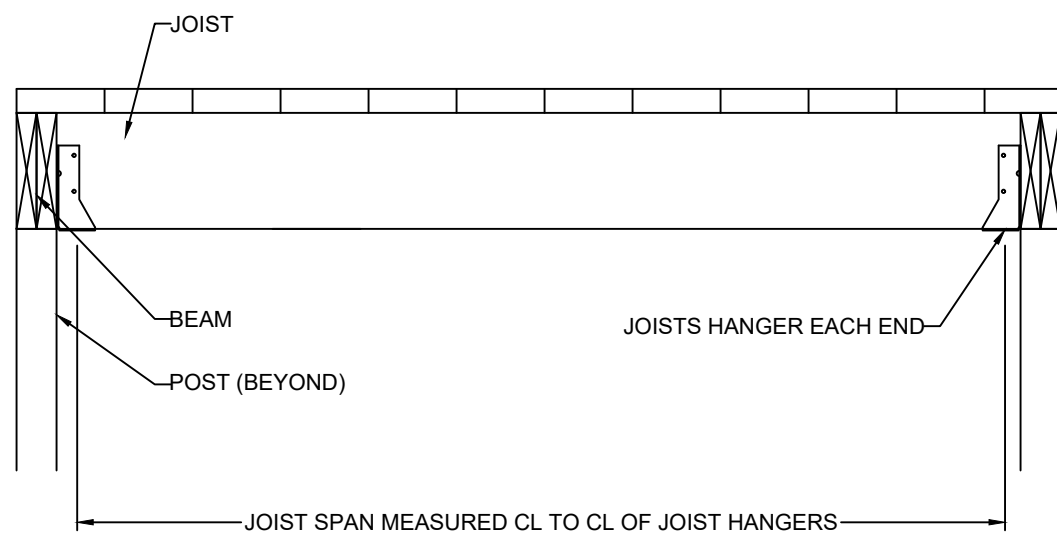 JOIST
BEAM
JOISTS HANGER EACH END
POST (BEYOND)
JOIST SPAN MEASURED CL TO CL OF JOIST HANGERS